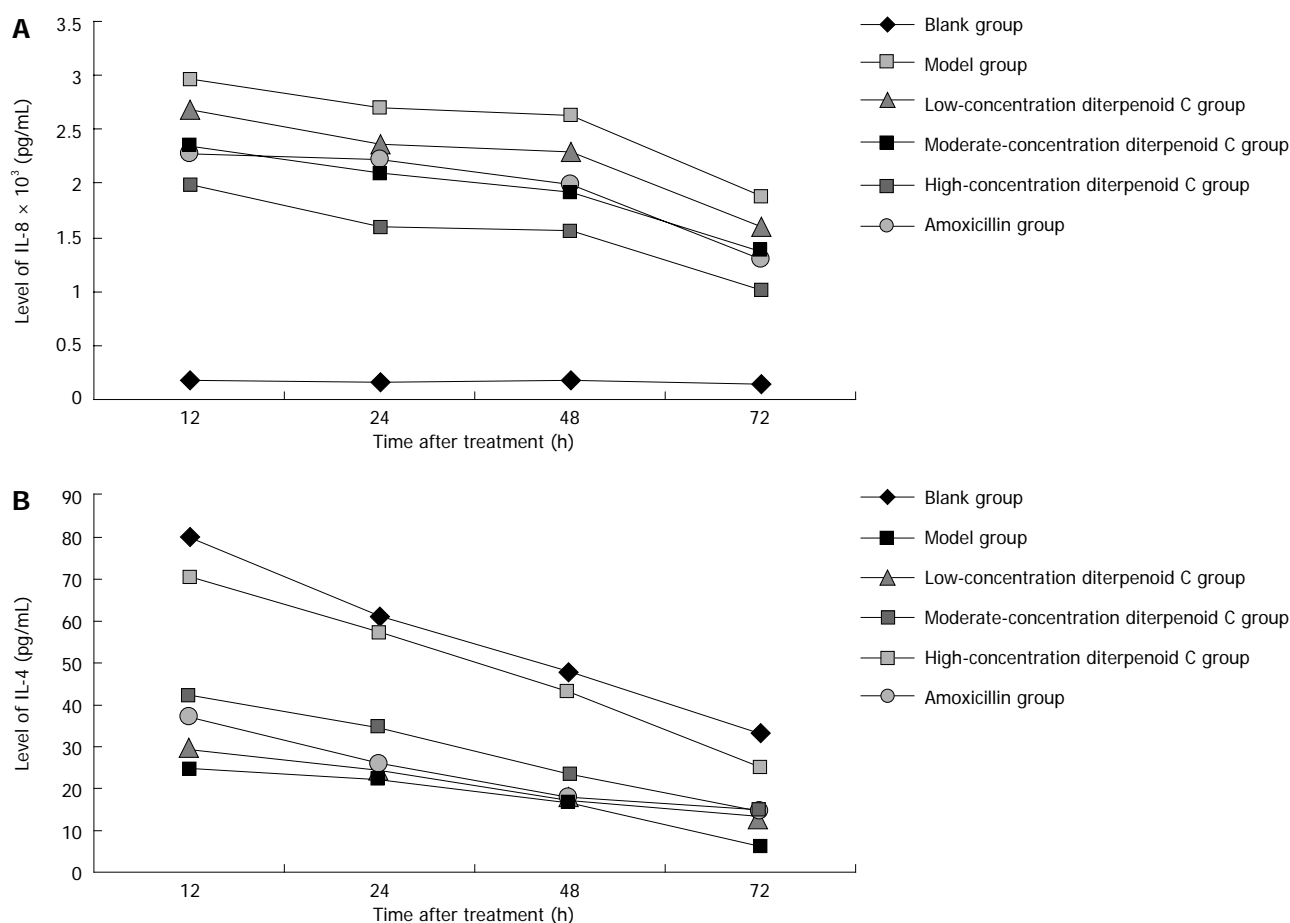 A
3.5
3
2.5
2
1.5
1
0.5
0
Level of IL-8 × 10³ (pg/mL)
12 24 48 72
Time after treatment (h)
Blank group
Model group
Low-concentration diterpenoid C group
Moderate-concentration diterpenoid C group
High-concentration diterpenoid C group
Amoxicillin group
B
90
80
70
60
50
40
30
20
10
0
Level of IL-4 (pg/mL)
12 24 48 72
Time after treatment (h)
Blank group
Model group
Low-concentration diterpenoid C group
Moderate-concentration diterpenoid C group
High-concentration diterpenoid C group
Amoxicillin group